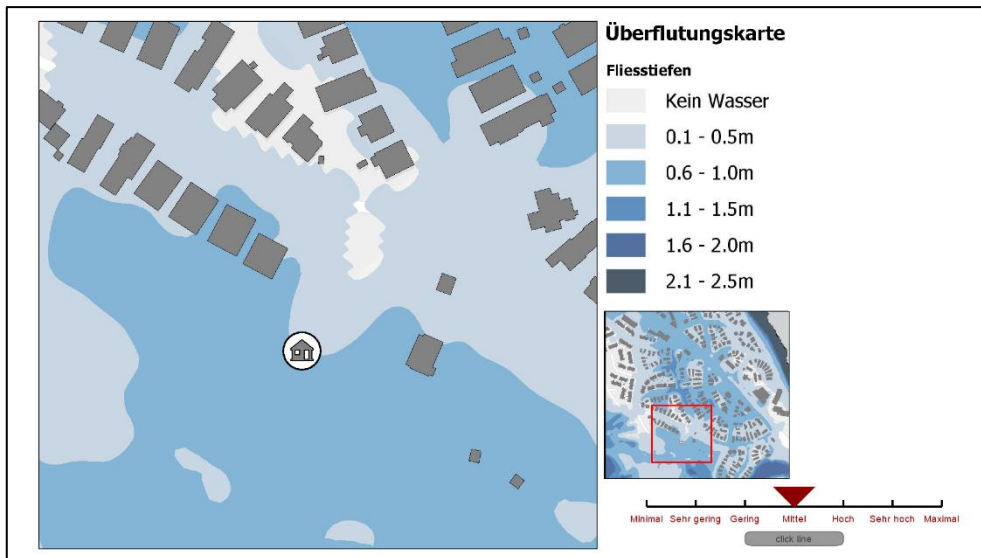 Überflutungskarte
Fliesstiefen
Kein Wasser
0.1 - 0.5m
0.6 - 1.0m
1.1 - 1.5m
1.6 - 2.0m
2.1 - 2.5m
Minimal Sehr gering Gering Mittel Hoch Sehr hoch Maximal
click line